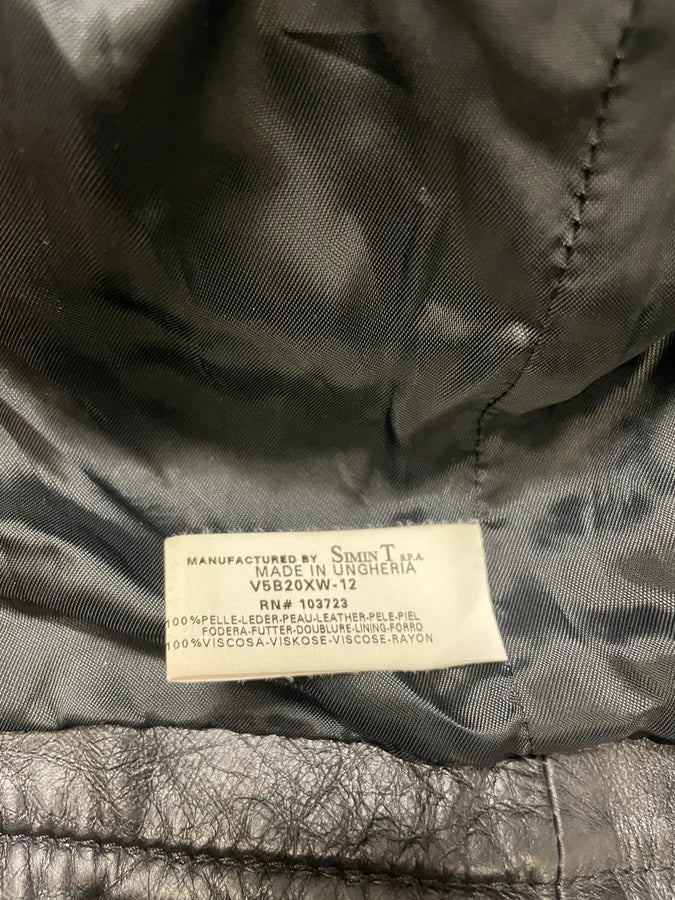 MANUFACTURED BY SIMINT S.P.A.
MADE IN UNGHERIA
V5B20XW-12
RN# 103723
100%PELLE-LEDER-PEAU-LEATHER-PELE-PIEL
FODERA-FUTTER-DOUBLURE-LINING-FORRO
100%VISCOSA-VISKOSE-VISCOSE-RAYON